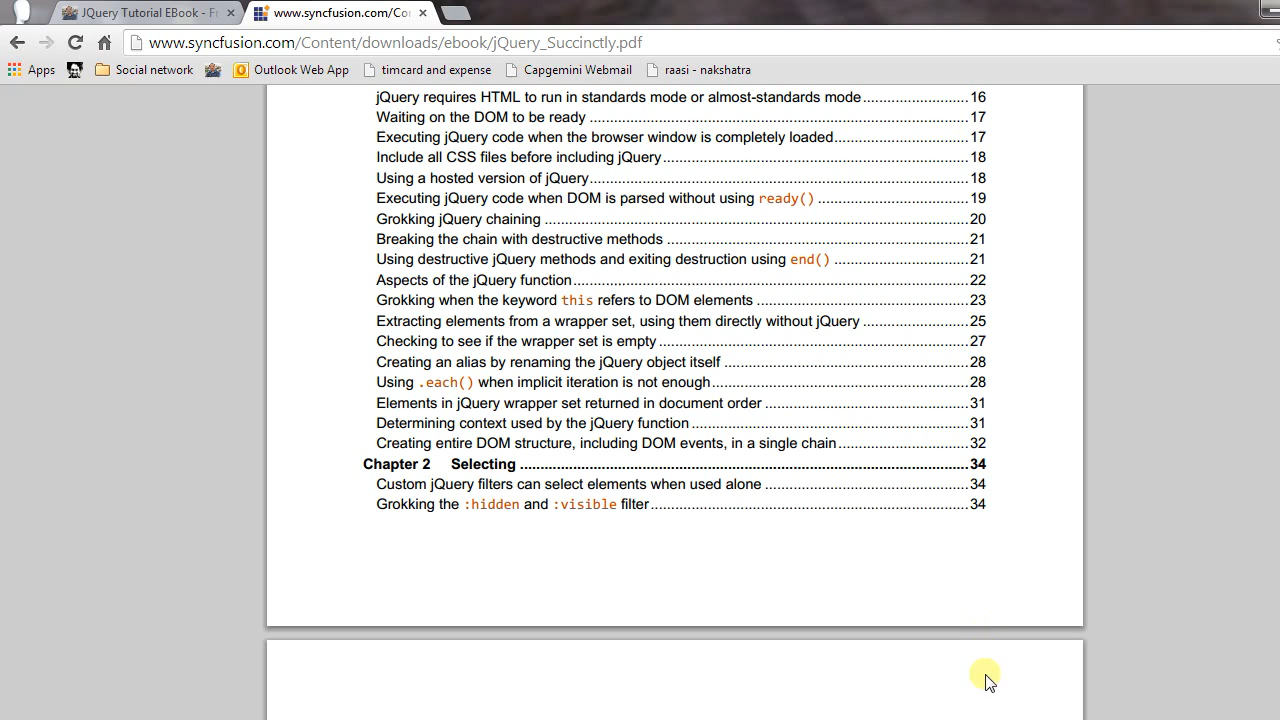 JQuery Tutorial EBook - Fr
www.syncfusion.com/Co
www.syncfusion.com/Content/downloads/ebook/jQuery_Succinctly.pdf
Apps Social network Outlook Web App timcard and expense Capgemini Webmail raasi - nakshatra
jQuery requires HTML to run in standards mode or almost-standards mode 16
Waiting on the DOM to be ready 17
Executing jQuery code when the browser window is completely loaded 17
Include all CSS files before including jQuery 18
Using a hosted version of jQuery 18
Executing jQuery code when DOM is parsed without using ready() 19
Grokking jQuery chaining 20
Breaking the chain with destructive methods 21
Using destructive jQuery methods and exiting destruction using end() 21
Aspects of the jQuery function 22
Grokking when the keyword this refers to DOM elements 23
Extracting elements from a wrapper set, using them directly without jQuery 25
Checking to see if the wrapper set is empty 27
Creating an alias by renaming the jQuery object itself 28
Using .each() when implicit iteration is not enough 28
Elements in jQuery wrapper set returned in document order 31
Determining context used by the jQuery function 31
Creating entire DOM structure, including DOM events, in a single chain 32
Chapter 2 Selecting 34
Custom jQuery filters can select elements when used alone 34
Grokking the :hidden and :visible filter 34